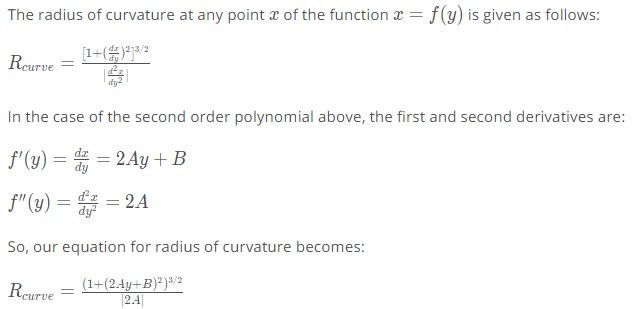 The radius of curvature at any point x of the function x = f(y) is given as follows:
R_{curve} = \frac{[1+(\frac{dx}{dy})^2]^{3/2}}{|\frac{d^2x}{dy^2}|}
In the case of the second order polynomial above, the first and second derivatives are:
f'(y) = \frac{dx}{dy} = 2Ay + B
f''(y) = \frac{d^2x}{dy^2} = 2A
So, our equation for radius of curvature becomes:
R_{curve} = \frac{(1+(2Ay+B)^2)^{3/2}}{|2A|}